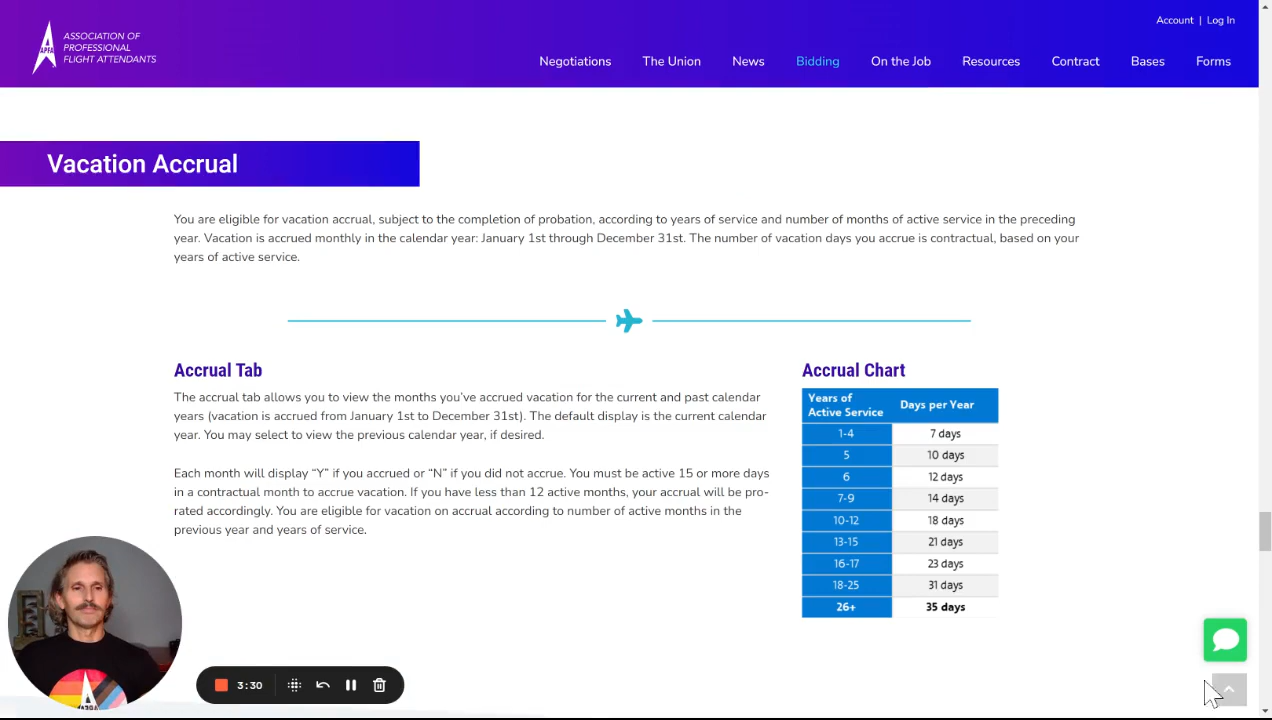 Account | Log In
APFA
ASSOCIATION OF
PROFESSIONAL
FLIGHT ATTENDANTS
Negotiations The Union News Bidding On the Job Resources Contract Bases Forms
Vacation Accrual
You are eligible for vacation accrual, subject to the completion of probation, according to years of service and number of months of active service in the preceding
year. Vacation is accrued monthly in the calendar year: January 1st through December 31st. The number of vacation days you accrue is contractual, based on your
years of active service.
Accrual Tab
The accrual tab allows you to view the months you’ve accrued vacation for the current and past calendar
years (vacation is accrued from January 1st to December 31st). The default display is the current calendar
year. You may select to view the previous calendar year, if desired.
Each month will display “Y” if you accrued or “N” if you did not accrue. You must be active 15 or more days
in a contractual month to accrue vacation. If you have less than 12 active months, your accrual will be pro-
rated accordingly. You are eligible for vacation on accrual according to number of active months in the
previous year and years of service.
Accrual Chart
Years of
Active Service Days per Year
1-4 7 days
5 10 days
6 12 days
7-9 14 days
10-12 18 days
13-15 21 days
16-17 23 days
18-25 31 days
26+ 35 days
3:30